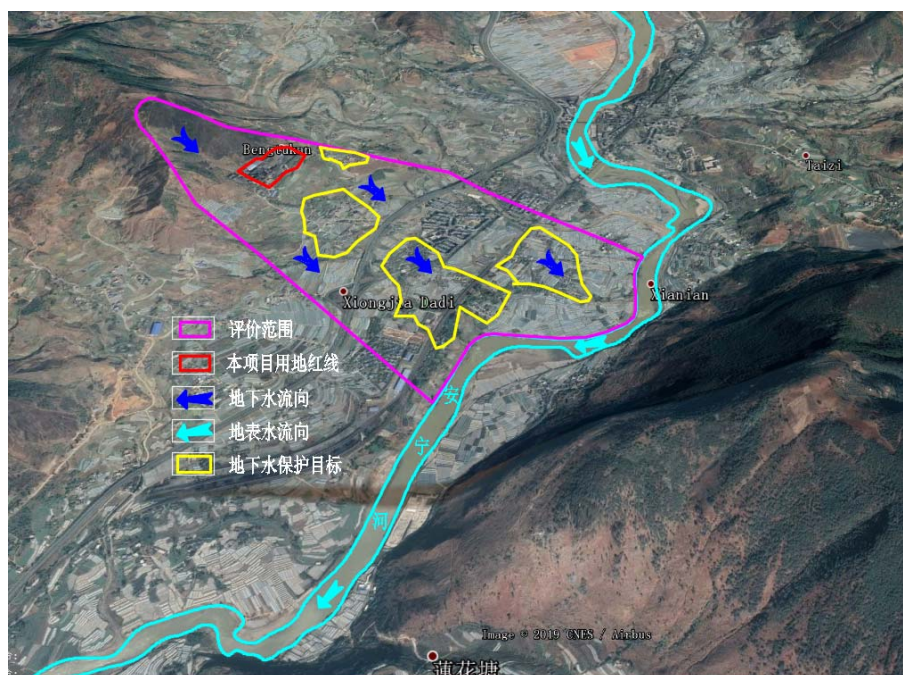 Bengtukan
Taizi
Xiongjia Dadi
Xianian
评价范围
本项目用地红线
地下水流向
地表水流向
地下水保护目标
安
宁
河
Image © 2019 CNES / Airbus
莲花塘